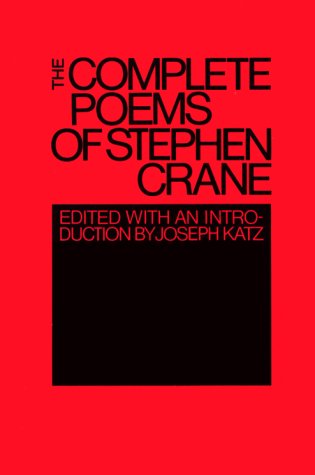 THE COMPLETE
POEMS
OF STEPHEN
CRANE
EDITED WITH AN INTRO-
DUCTION BY JOSEPH KATZ